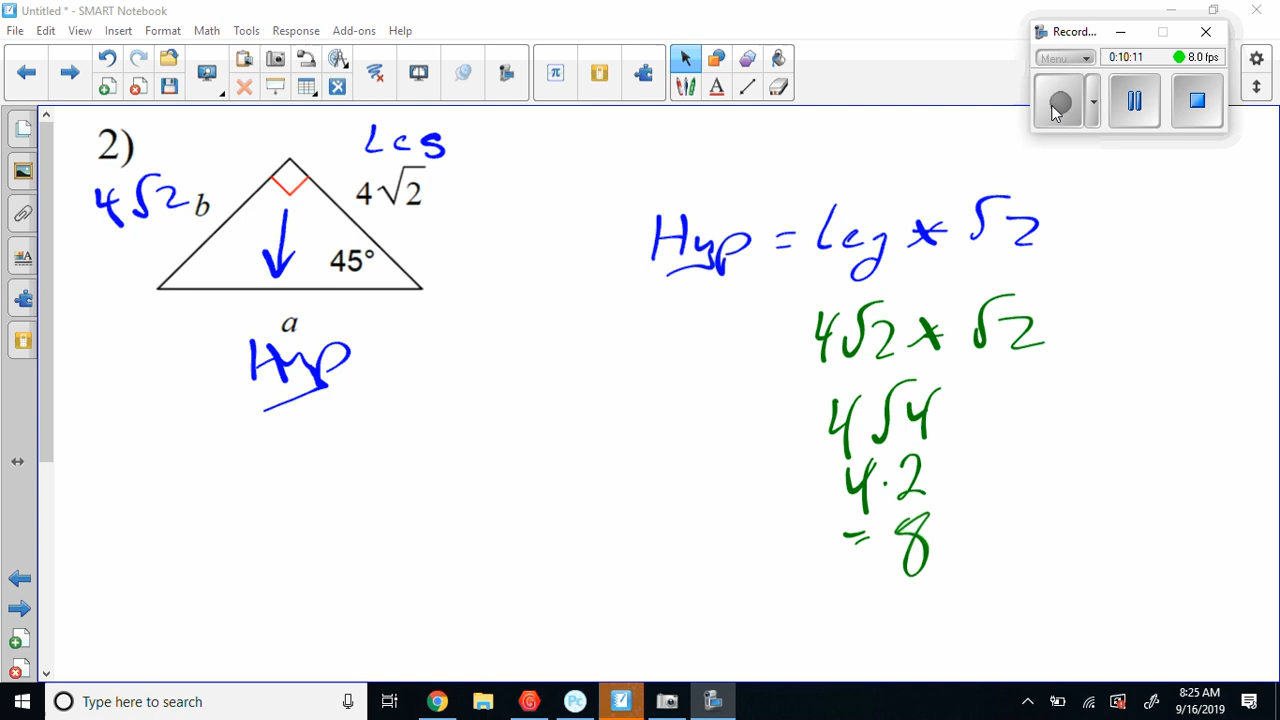 Untitled * - SMART Notebook
File Edit View Insert Format Math Tools Response Add-ons Help
Record...
Menu 0:10:11 8.0 fps
2)
Leg
4√2 b
4√2
45°
a
Hyp
Hyp = leg * √2
4√2 * √2
4√4
4·2
= 8
Type here to search
8:25 AM
9/16/2019